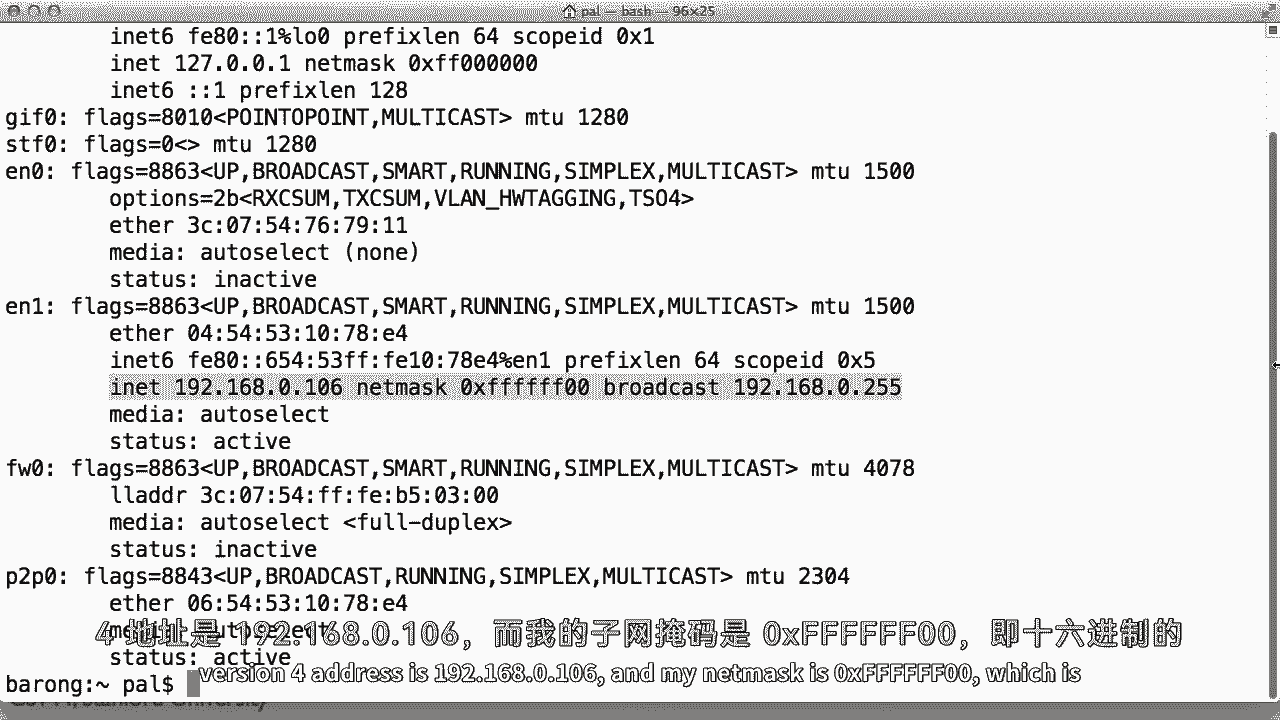 pal — bash — 96×25
inet6 fe80::1%lo0 prefixlen 64 scopeid 0x1
inet 127.0.0.1 netmask 0xff000000
inet6 ::1 prefixlen 128
gif0: flags=8010<POINTOPOINT,MULTICAST> mtu 1280
stf0: flags=0<> mtu 1280
en0: flags=8863<UP,BROADCAST,SMART,RUNNING,SIMPLEX,MULTICAST> mtu 1500
options=2b<RXCSUM,TXCSUM,VLAN_HWTAGGING,TSO4>
ether 3c:07:54:76:79:11
media: autoselect (none)
status: inactive
en1: flags=8863<UP,BROADCAST,SMART,RUNNING,SIMPLEX,MULTICAST> mtu 1500
ether 04:54:53:10:78:e4
inet6 fe80::654:53ff:fe10:78e4%en1 prefixlen 64 scopeid 0x5
inet 192.168.0.106 netmask 0xffffff00 broadcast 192.168.0.255
media: autoselect
status: active
fw0: flags=8863<UP,BROADCAST,SMART,RUNNING,SIMPLEX,MULTICAST> mtu 4078
lladdr 3c:07:54:ff:fe:b5:03:00
media: autoselect <full-duplex>
status: inactive
p2p0: flags=8843<UP,BROADCAST,RUNNING,SIMPLEX,MULTICAST> mtu 2304
ether 06:54:53:10:78:e4
media: autoselect
4 地址是 192.168.0.106，而我的子网掩码是 0xFFFFFF00，即十六进制的
status: active
version 4 address is 192.168.0.106, and my netmask is 0xFFFFFF00, which is
barong:~ pal$